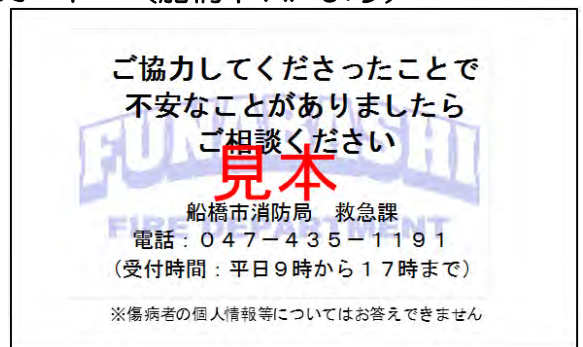 ご協力してくださったことで
不安なことがありましたら
ご相談ください
見本
船橋市消防局 救急課
電話：０４７－４３５－１１９１
（受付時間：平日９時から１７時まで）
※傷病者の個人情報等についてはお答えできません
FUNABASHI
FIRE DEPARTMENT